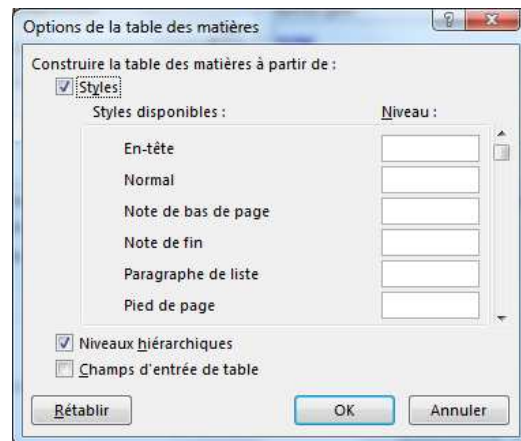 Options de la table des matières
Construire la table des matières à partir de :
Styles
Styles disponibles : Niveau :
En-tête
Normal
Note de bas de page
Note de fin
Paragraphe de liste
Pied de page
Niveaux hiérarchiques
Champs d'entrée de table
Rétablir OK Annuler